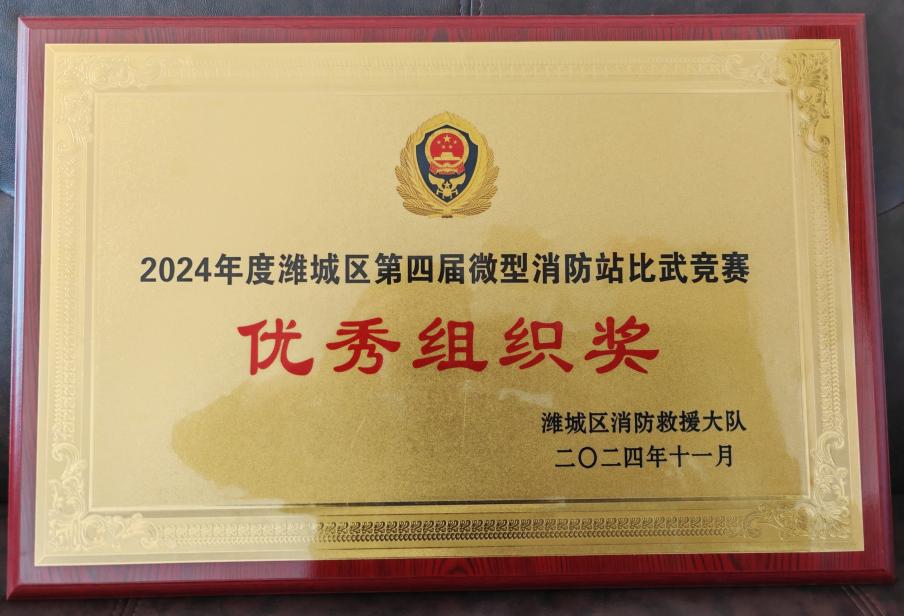 2024年度潍城区第四届微型消防站比武竞赛
优秀组织奖
潍城区消防救援大队
二〇二四年十一月